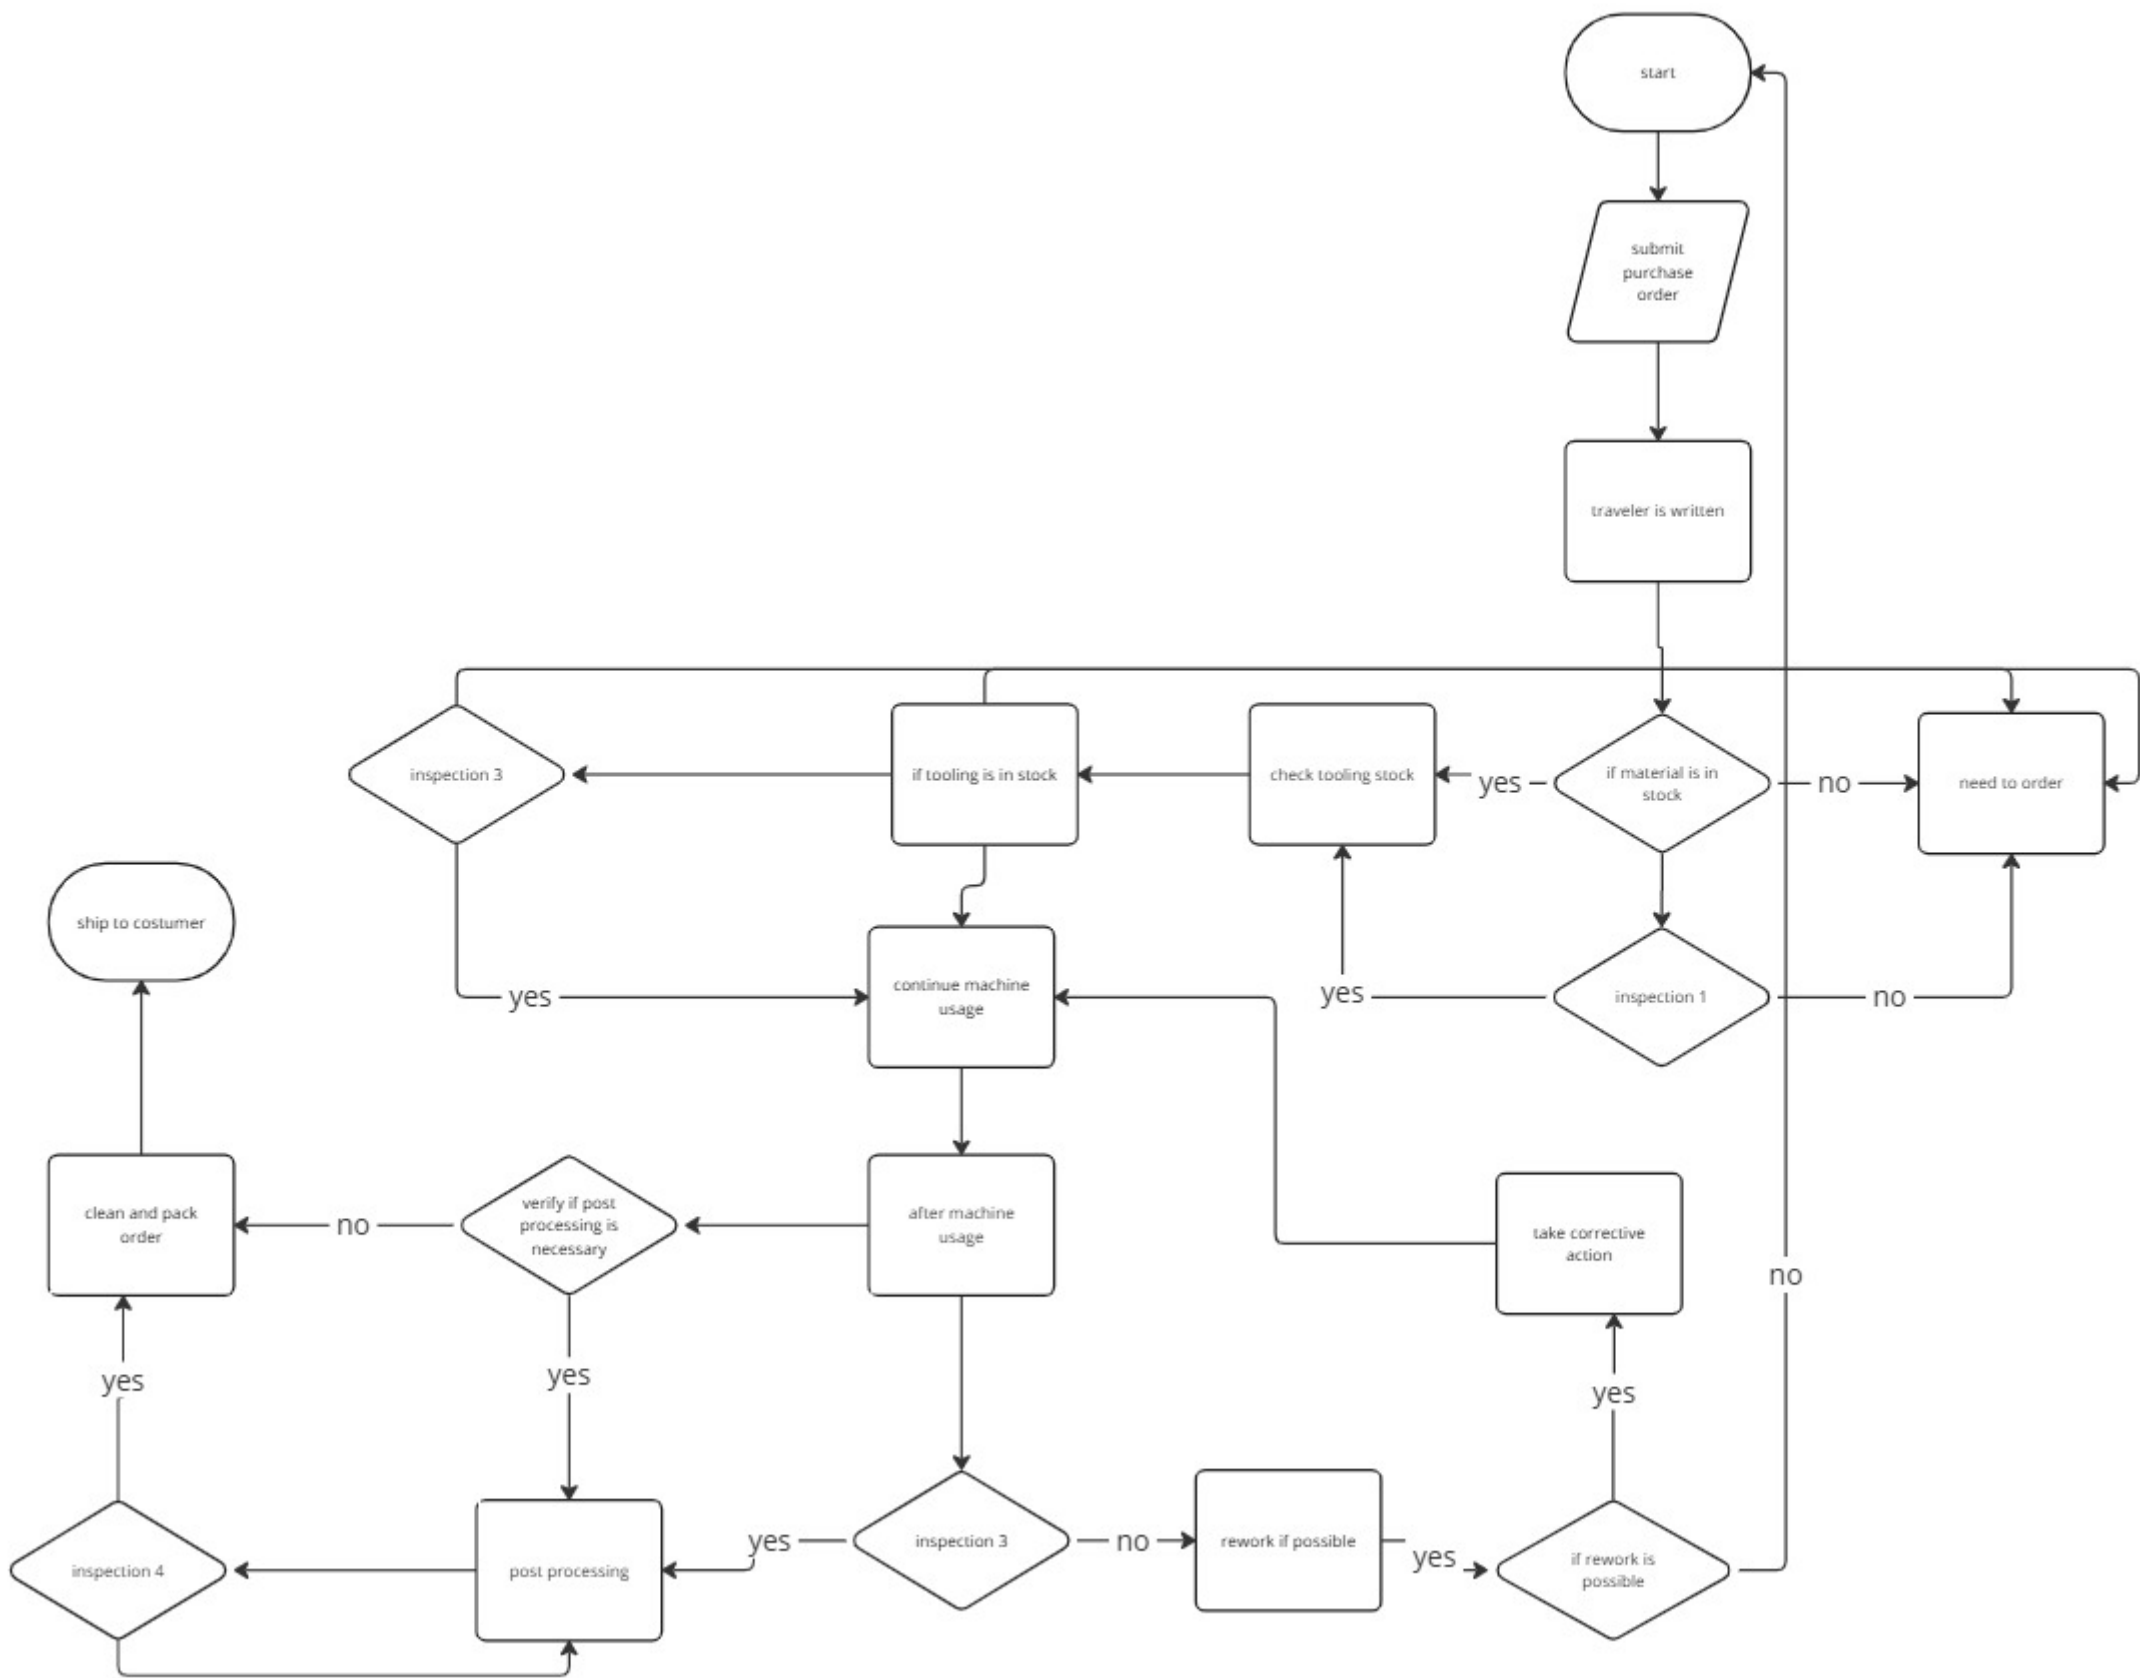 start
submit
purchase
order
traveler is written
inspection 3
if tooling is in stock
check tooling stock
yes
if material is in
stock
no
need to order
ship to costumer
yes
continue machine
usage
yes
inspection 1
no
clean and pack
order
no
verify if post
processing is
necessary
after machine
usage
take corrective
action
no
yes
yes
yes
inspection 4
post processing
yes
inspection 3
no
rework if possible
yes
if rework is
possible